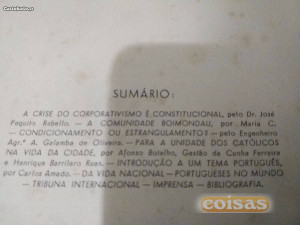 CustoJusto.pt
SUMÁRIO:
A CRISE DO CORPORATIVISMO É CONSTITUCIONAL, pelo Dr. José
Pequito Rebello. — A COMUNIDADE BOIMONDAU, por Maria C.
— CONDICIONAMENTO OU ESTRANGULAMENTO? — pelo Engenheiro
Agr.º A. Galamba de Oliveira. — PARA A UNIDADE DOS CATÓLICOS
NA VIDA DA CIDADE, por Afonso Botelho, Gastão da Cunha Ferreira
e Henrique Barrilaro Ruas. — INTRODUÇÃO A UM TEMA PORTUGUÊS,
por Carlos Amado. — DA VIDA NACIONAL — PORTUGUESES NO MUNDO
— TRIBUNA INTERNACIONAL — IMPRENSA — BIBLIOGRAFIA.
coisas